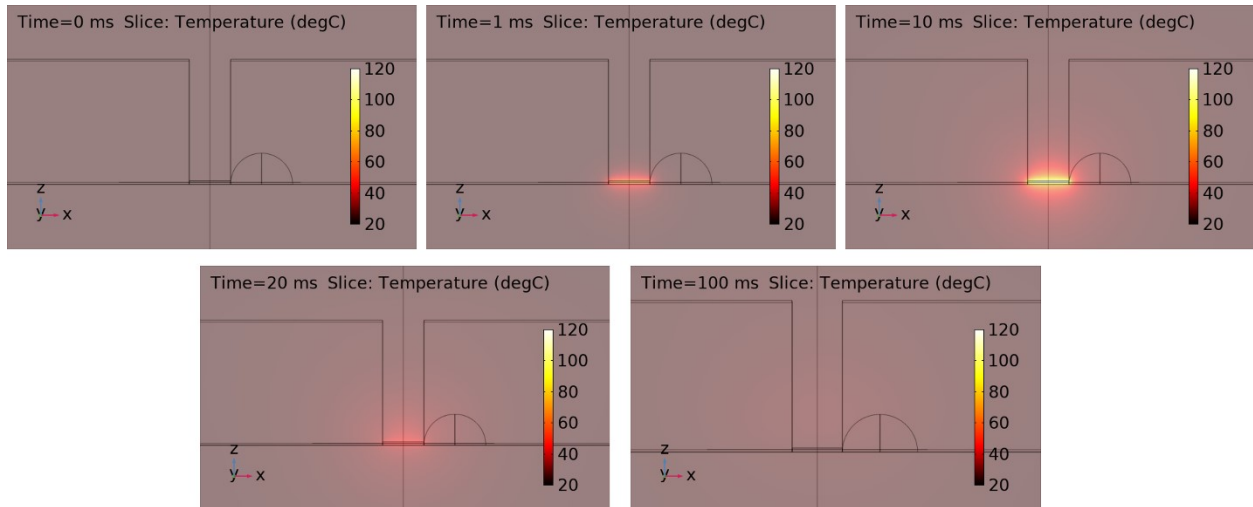 Time=0 ms Slice: Temperature (degC)
120
100
80
60
40
20
z
y
x
Time=1 ms Slice: Temperature (degC)
120
100
80
60
40
20
z
y
x
Time=10 ms Slice: Temperature (degC)
120
100
80
60
40
20
z
y
x
Time=20 ms Slice: Temperature (degC)
120
100
80
60
40
20
z
y
x
Time=100 ms Slice: Temperature (degC)
120
100
80
60
40
20
z
y
x